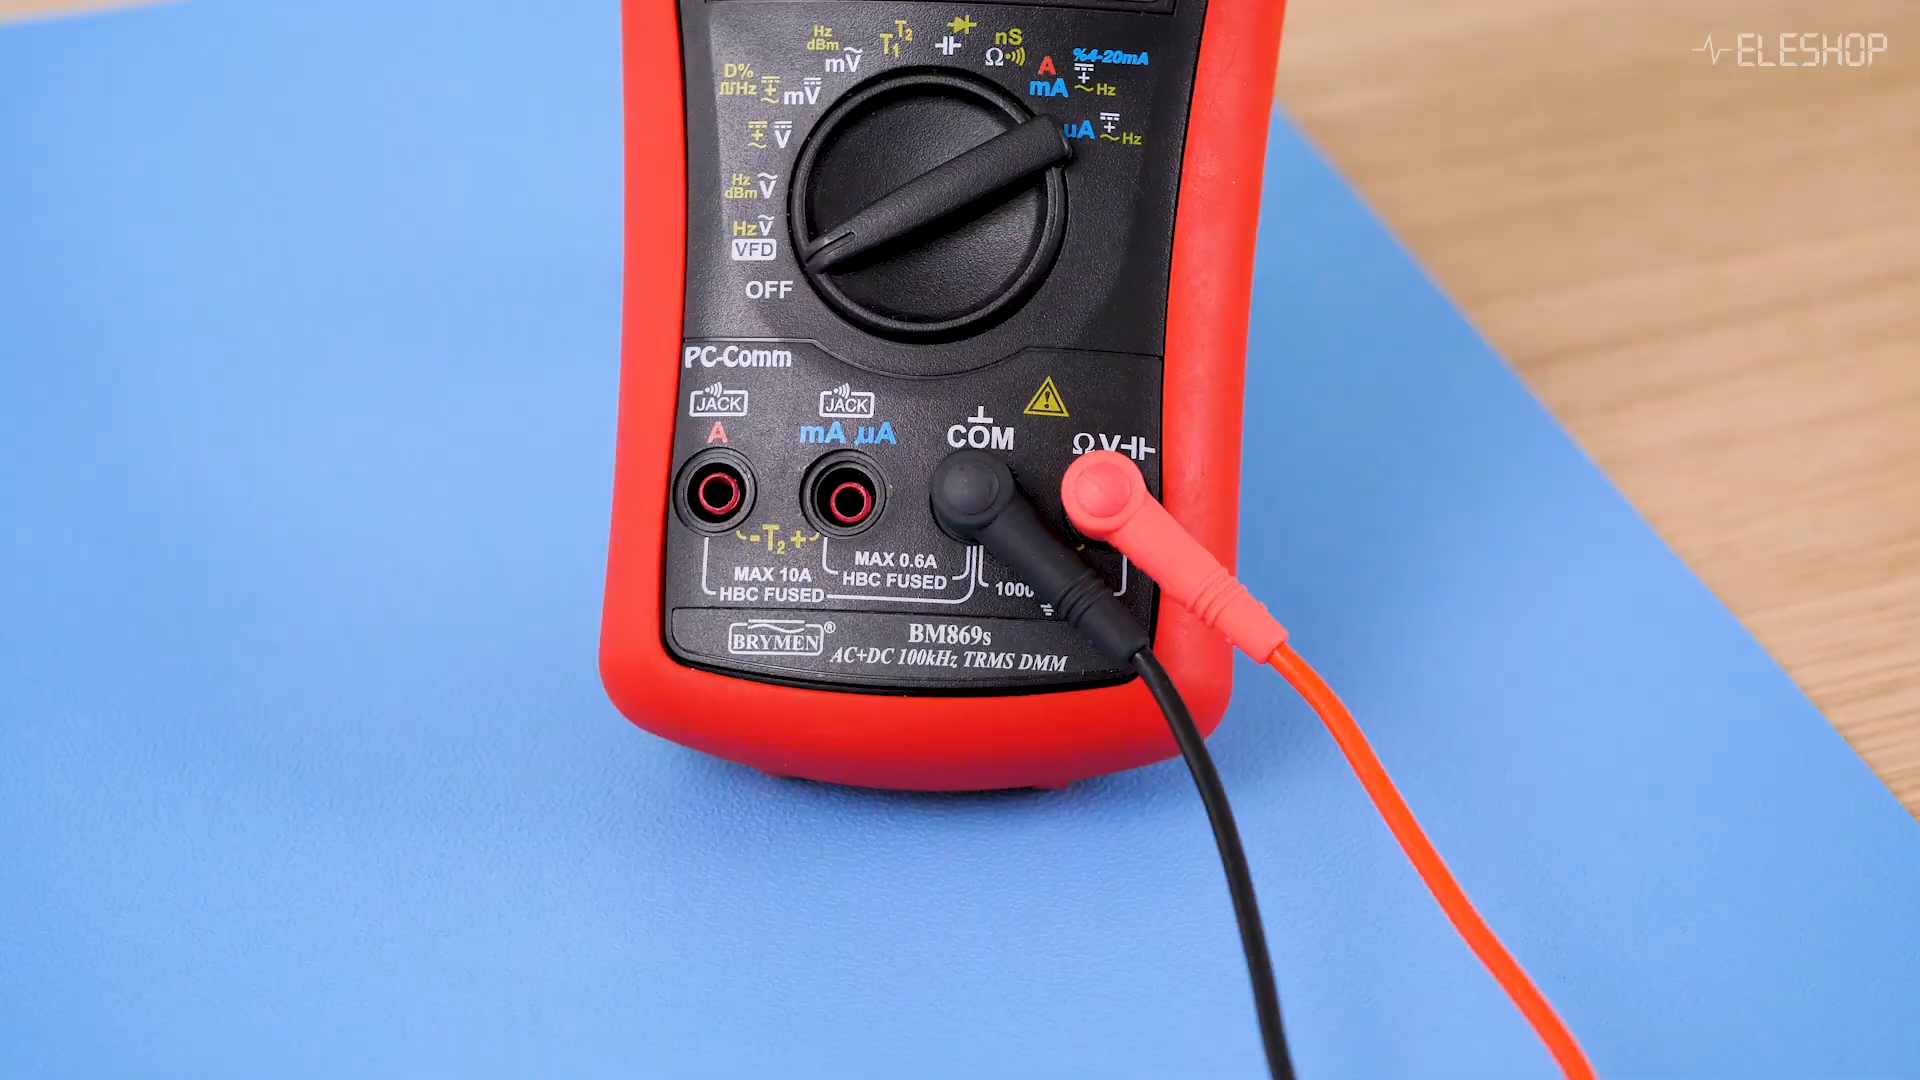 ELESHOP
Hz
dBm
mV
T1 T2
nS
Ω
A
mA
%4-20mA
Hz
D%
Hz
mV
V
µA
Hz
Hz
dBm
V
Hz V
VFD
OFF
PC-Comm
JACK
JACK
A
mA µA
COM
Ω V
- T2 +
MAX 10A
HBC FUSED
MAX 0.6A
HBC FUSED
BRYMEN®
BM869s
AC+DC 100kHz TRMS DMM